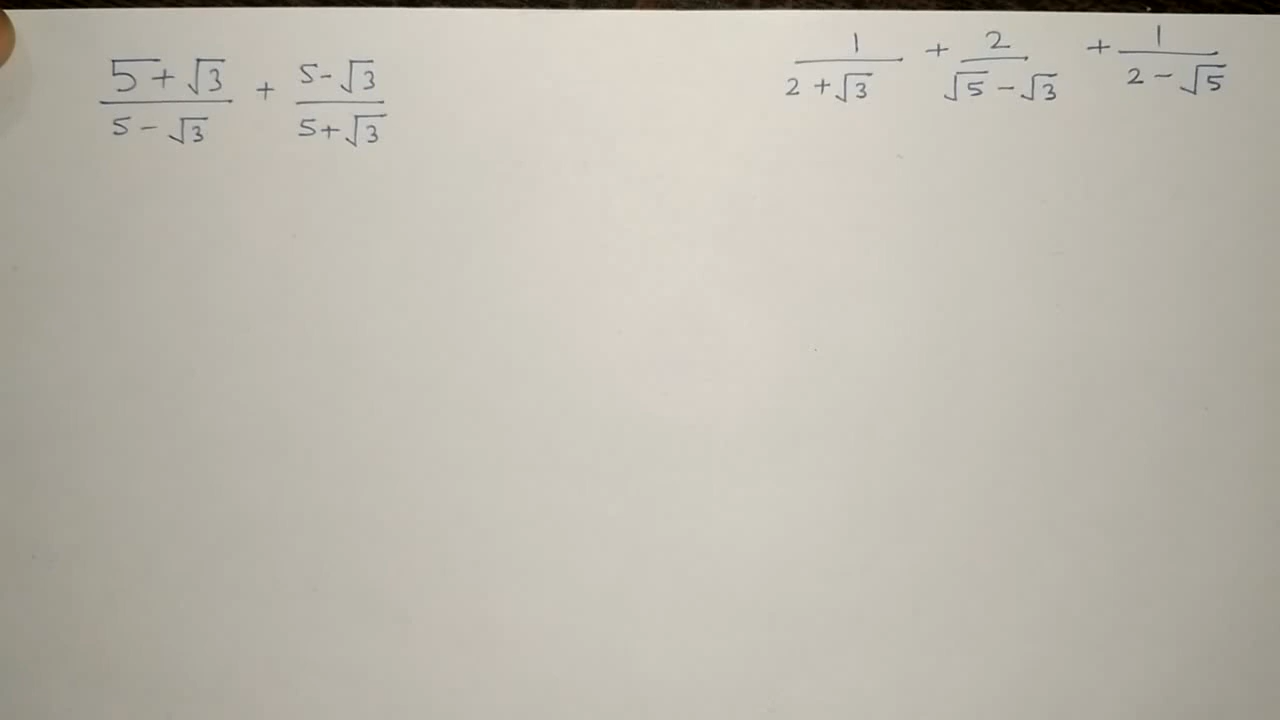 5+√3/5-√3 + 5-√3/5+√3
1/2+√3 + 2/√5-√3 + 1/2-√5